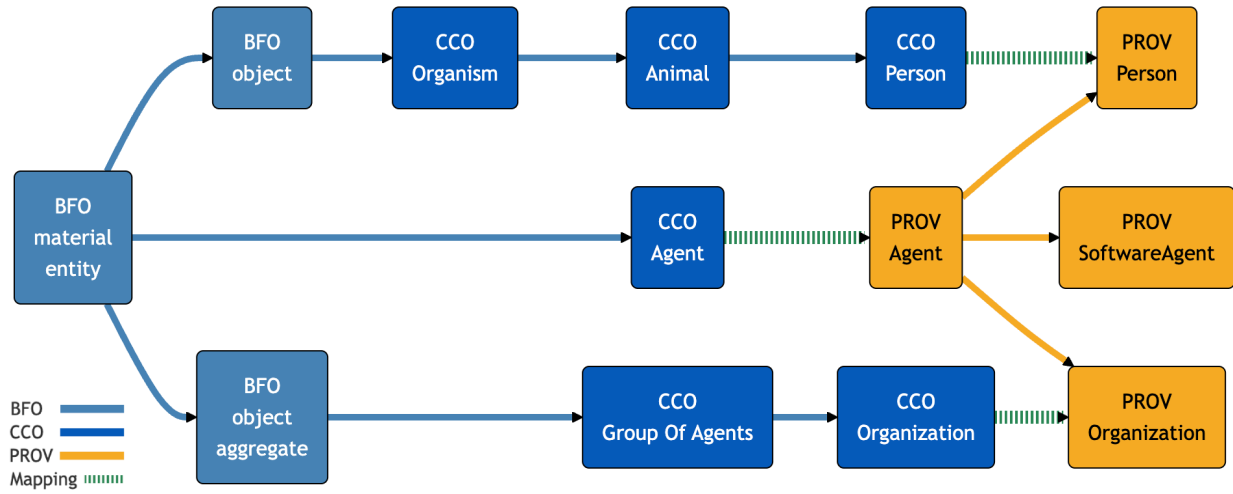 BFO
object
CCO
Organism
CCO
Animal
CCO
Person
PROV
Person
BFO
material
entity
CCO
Agent
PROV
Agent
PROV
SoftwareAgent
BFO
object
aggregate
CCO
Group Of Agents
CCO
Organization
PROV
Organization
BFO
CCO
PROV
Mapping